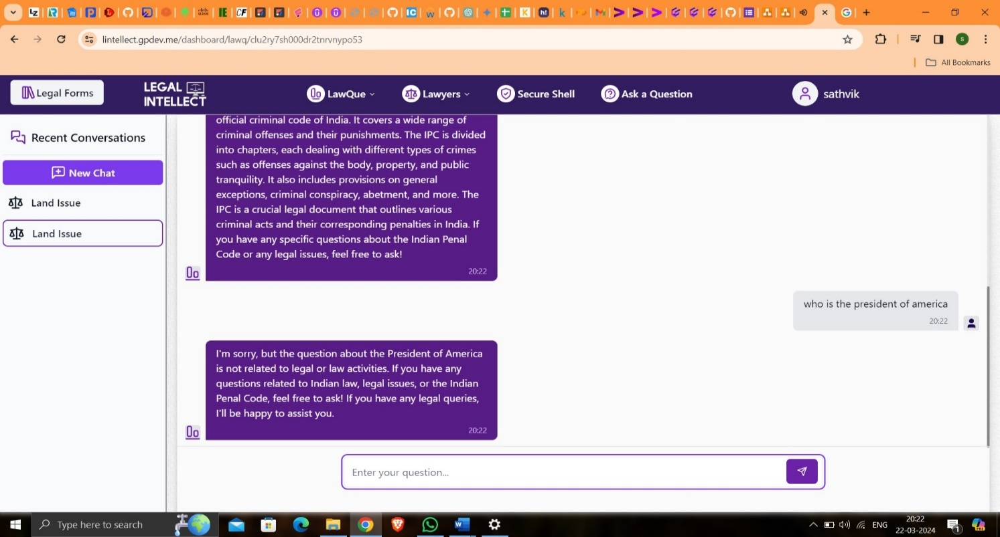 lintellect.gpdev.me/dashboard/lawq/clu2ry7sh000dr2tnrvnypo53
S
All Bookmarks
Legal Forms
LEGAL
INTELLECT
LawQue
Lawyers
Secure Shell
Ask a Question
sathvik
Recent Conversations
New Chat
Land Issue
Land Issue
official criminal code of India. It covers a wide range of
criminal offenses and their punishments. The IPC is divided
into chapters, each dealing with different types of crimes
such as offenses against the body, property, and public
tranquility. It also includes provisions on general
exceptions, criminal conspiracy, abetment, and more. The
IPC is a crucial legal document that outlines various
criminal acts and their corresponding penalties in India. If
you have any specific questions about the Indian Penal
Code or any legal issues, feel free to ask!
20:22
who is the president of america
20:22
I'm sorry, but the question about the President of America
is not related to legal or law activities. If you have any
questions related to Indian law, legal issues, or the Indian
Penal Code, feel free to ask! If you have any legal queries,
I'll be happy to assist you.
20:22
Enter your question...
Type here to search
ENG
20:22
22-03-2024
1